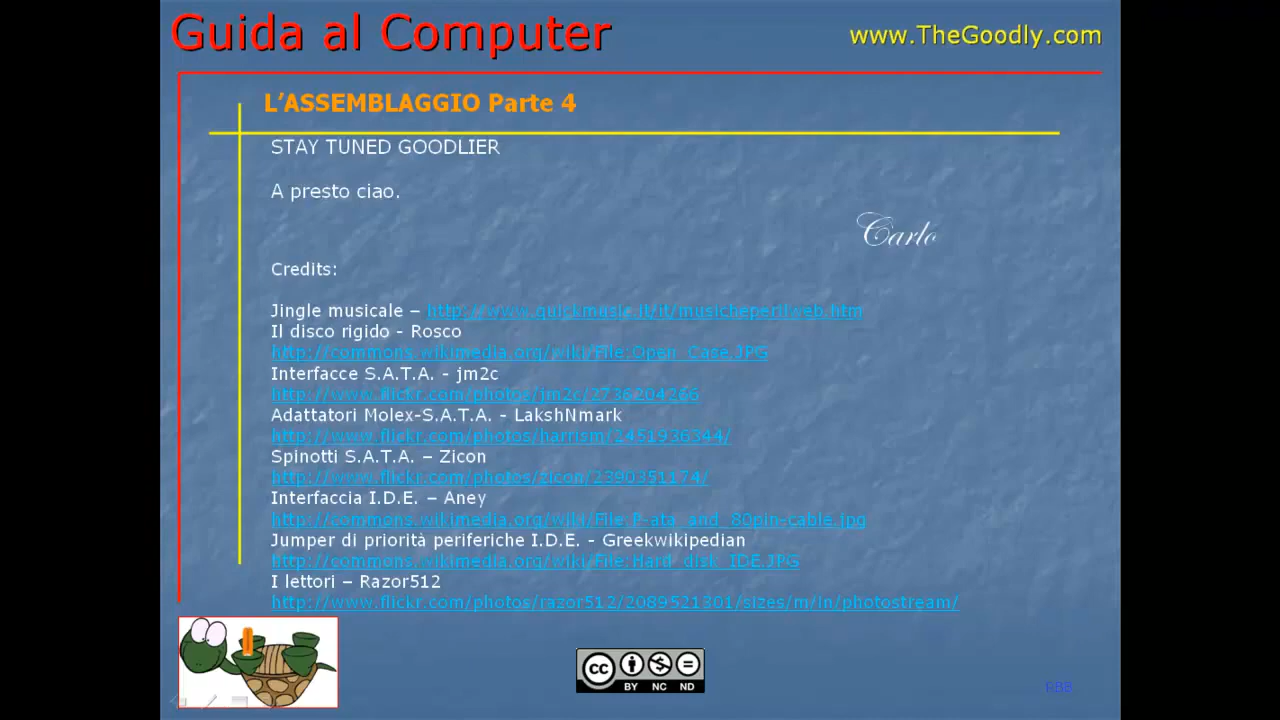 Guida al Computer
www.TheGoodly.com
L'ASSEMBLAGGIO Parte 4
STAY TUNED GOODLIER
A presto ciao.
Carlo
Credits:
Jingle musicale – http://www.quickmusic.it/it/musicheperilweb.htm
Il disco rigido - Rosco
http://commons.wikimedia.org/wiki/File:Open_Case.JPG
Interfacce S.A.T.A. - jm2c
http://www.flickr.com/photos/jm2c/2736204266
Adattatori Molex-S.A.T.A. - LakshNmark
http://www.flickr.com/photos/harrism/2451936344/
Spinotti S.A.T.A. – Zicon
http://www.flickr.com/photos/zicon/2390351174/
Interfaccia I.D.E. – Aney
http://commons.wikimedia.org/wiki/File:P-ata_and_80pin-cable.jpg
Jumper di priorità periferiche I.D.E. - Greekwikipedian
http://commons.wikimedia.org/wiki/File:Hard_disk_IDE.JPG
I lettori – Razor512
http://www.flickr.com/photos/razor512/2089521301/sizes/m/in/photostream/
cc
BY NC ND